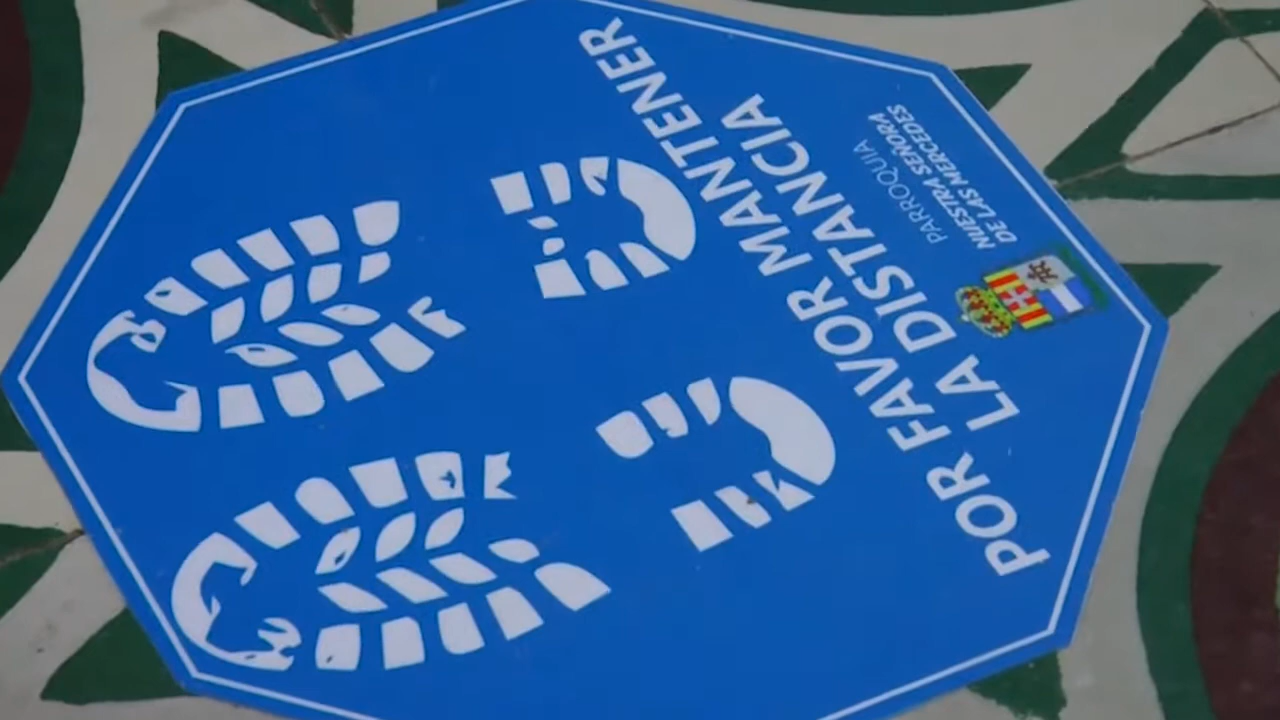 PARROQUIA
NUESTRA SEÑORA
DE LAS MERCEDES
POR FAVOR MANTENER
LA DISTANCIA